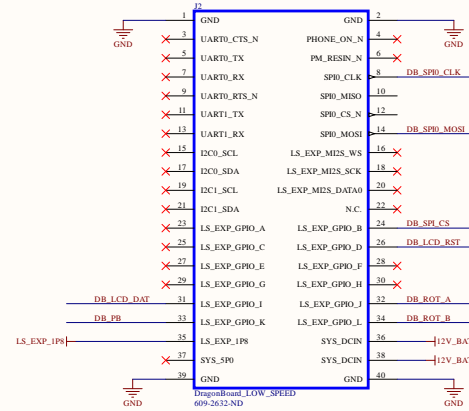 J2
1 GND GND 2
GND GND
3 UART0_CTS_N PHONE_ON_N 4
5 UART0_TX PM_RESIN_N 6
7 UART0_RX SPI0_CLK 8 DB_SPI0_CLK
9 UART0_RTS_N SPI0_MISO 10
11 UART1_TX SPI0_CS_N 12
13 UART1_RX SPI0_MOSI 14 DB_SPI0_MOSI
15 I2C0_SCL LS_EXP_MI2S_WS 16
17 I2C0_SDA LS_EXP_MI2S_SCK 18
19 I2C1_SCL LS_EXP_MI2S_DATA0 20
21 I2C1_SDA N.C. 22
23 LS_EXP_GPIO_A LS_EXP_GPIO_B 24 DB_SPI_CS
25 LS_EXP_GPIO_C LS_EXP_GPIO_D 26 DB_LCD_RST
27 LS_EXP_GPIO_E LS_EXP_GPIO_F 28
29 LS_EXP_GPIO_G LS_EXP_GPIO_H 30
DB_LCD_DAT 31 LS_EXP_GPIO_I LS_EXP_GPIO_J 32 DB_ROT_A
DB_PB 33 LS_EXP_GPIO_K LS_EXP_GPIO_L 34 DB_ROT_B
LS_EXP_1P8 35 LS_EXP_1P8 SYS_DCIN 36 12V_BA
37 SYS_5P0 SYS_DCIN 38 12V_BA
39 GND GND 40
GND GND
DragonBoard_LOW_SPEED
609-2632-ND